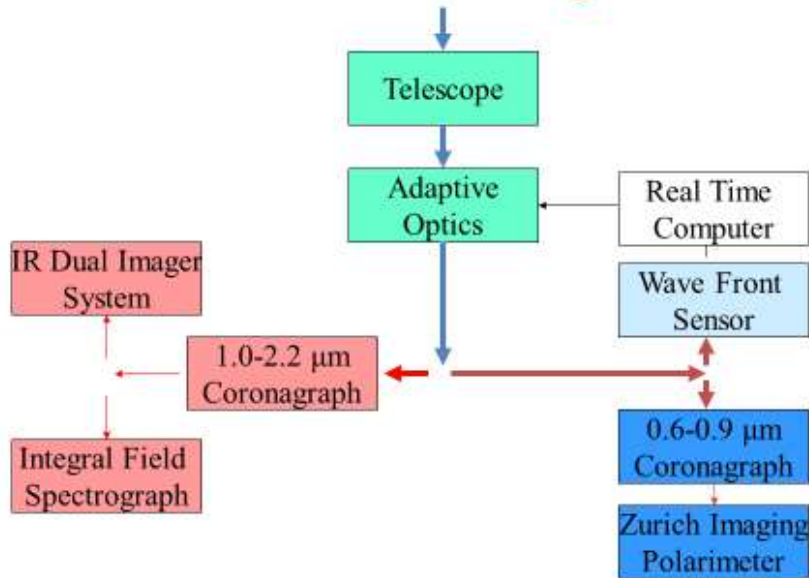 Telescope
Adaptive
Optics
Real Time
Computer
IR Dual Imager
System
Wave Front
Sensor
1.0-2.2 μm
Coronagraph
0.6-0.9 μm
Coronagraph
Integral Field
Spectrograph
Zurich Imaging
Polarimeter